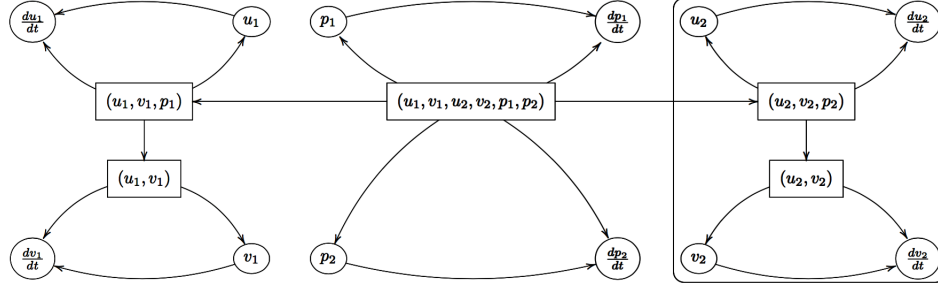 du₁/dt u₁ p₁ dp₁/dt u₂ du₂/dt
(u₁, v₁, p₁) (u₁, v₁, u₂, v₂, p₁, p₂) (u₂, v₂, p₂)
(u₁, v₁) (u₂, v₂)
dv₁/dt v₁ p₂ dp₂/dt v₂ dv₂/dt